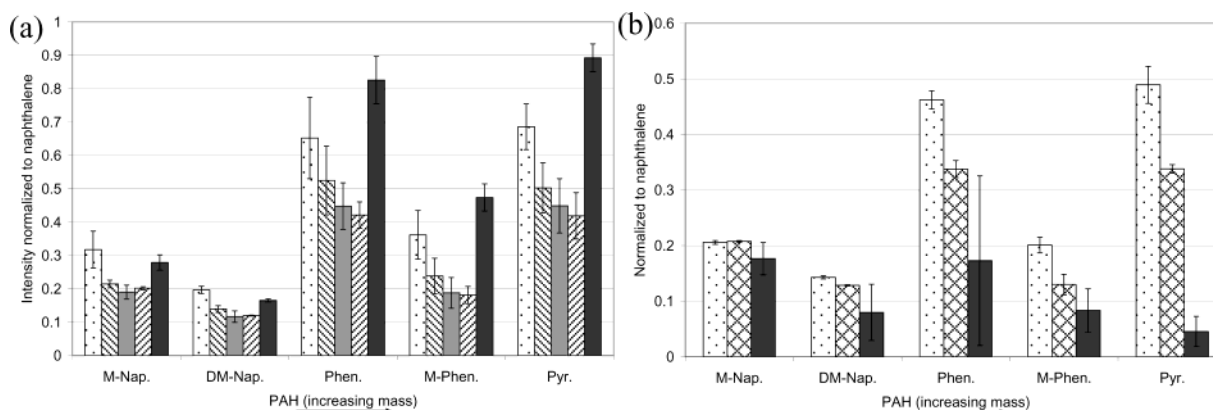 (a)
Intensity normalized to naphthalene
1
0.9
0.8
0.7
0.6
0.5
0.4
0.3
0.2
0.1
0
M-Nap.
DM-Nap.
Phen.
M-Phen.
Pyr.
PAH (increasing mass)
(b)
Normalized to naphthalene
0.6
0.5
0.4
0.3
0.2
0.1
0
M-Nap.
DM-Nap.
Phen.
M-Phen.
Pyr.
PAH (increasing mass)